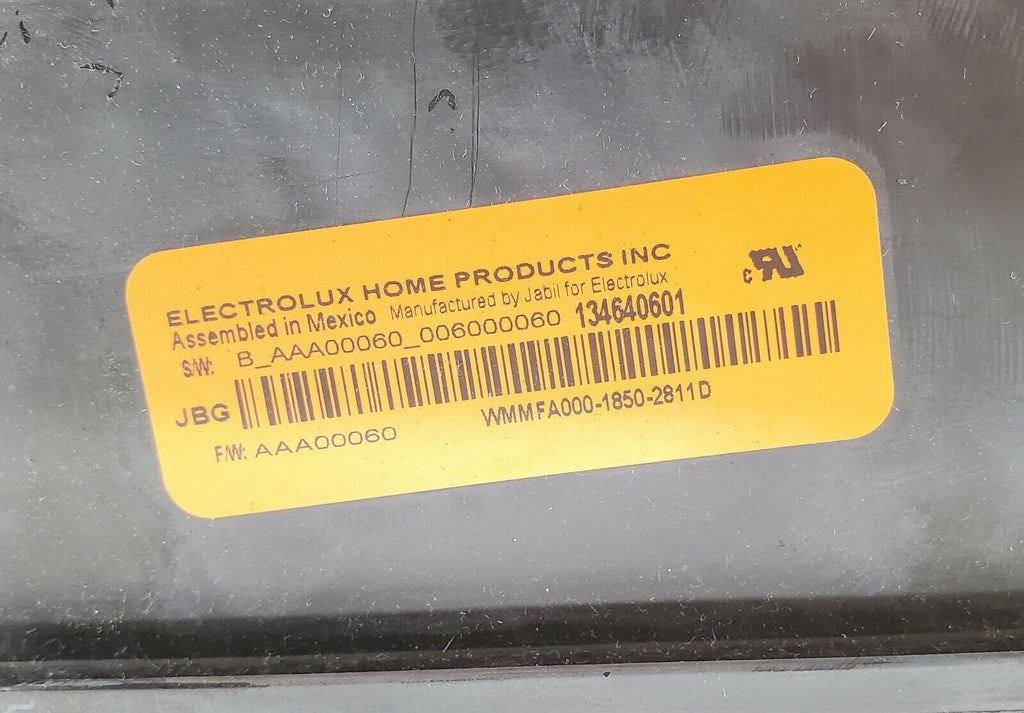 ELECTROLUX HOME PRODUCTS INC
Assembled in Mexico Manufactured by Jabil for Electrolux
S/W: B_AAA00060_006000060 134640601
c RU
JBG
WMMFA000-1850-2811D
F/W: AAA00060